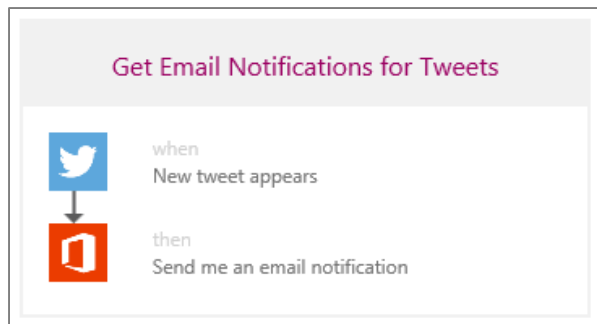 Get Email Notifications for Tweets
when
New tweet appears
then
Send me an email notification